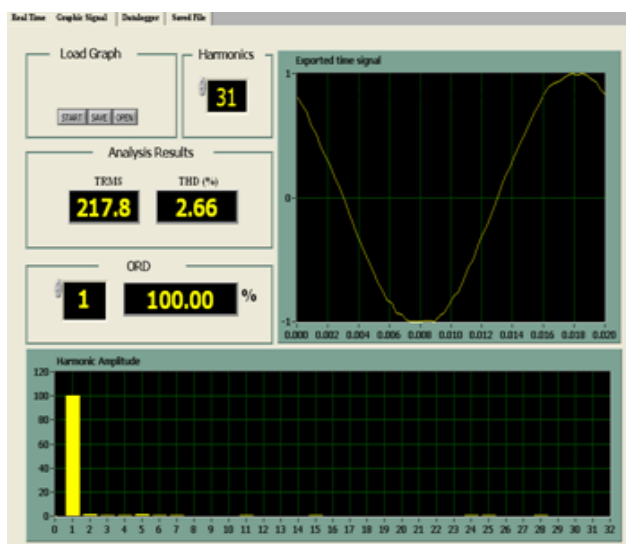 Real Time Graphic Signal Datalogger Saved File
Load Graph
START SAVE OPEN
Harmonics
31
Analysis Results
TRMS THD (%)
217.8 2.66
ORD
1 100.00 %
Exported time signal
1
0
-1
0.000 0.002 0.004 0.006 0.008 0.010 0.012 0.014 0.016 0.018 0.020
Harmonic Amplitude
120
100
80
60
40
20
0
0 1 2 3 4 5 6 7 8 9 10 11 12 13 14 15 16 17 18 19 20 21 22 23 24 25 26 27 28 29 30 31 32